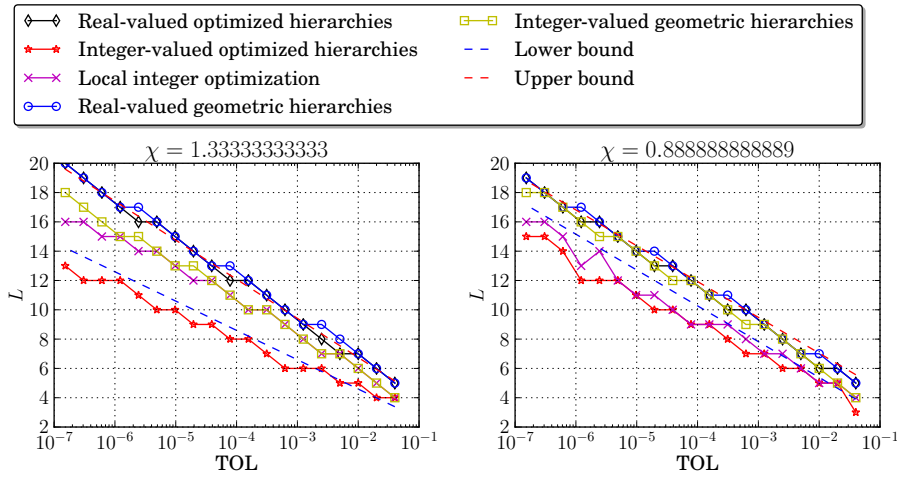 Real-valued optimized hierarchies
Integer-valued optimized hierarchies
Local integer optimization
Real-valued geometric hierarchies
Integer-valued geometric hierarchies
Lower bound
Upper bound
χ = 1.33333333333
20
18
16
14
12
10
8
6
4
2
L
10⁻⁷ 10⁻⁶ 10⁻⁵ 10⁻⁴ 10⁻³ 10⁻² 10⁻¹
TOL
χ = 0.888888888889
20
18
16
14
12
10
8
6
4
2
L
10⁻⁷ 10⁻⁶ 10⁻⁵ 10⁻⁴ 10⁻³ 10⁻² 10⁻¹
TOL